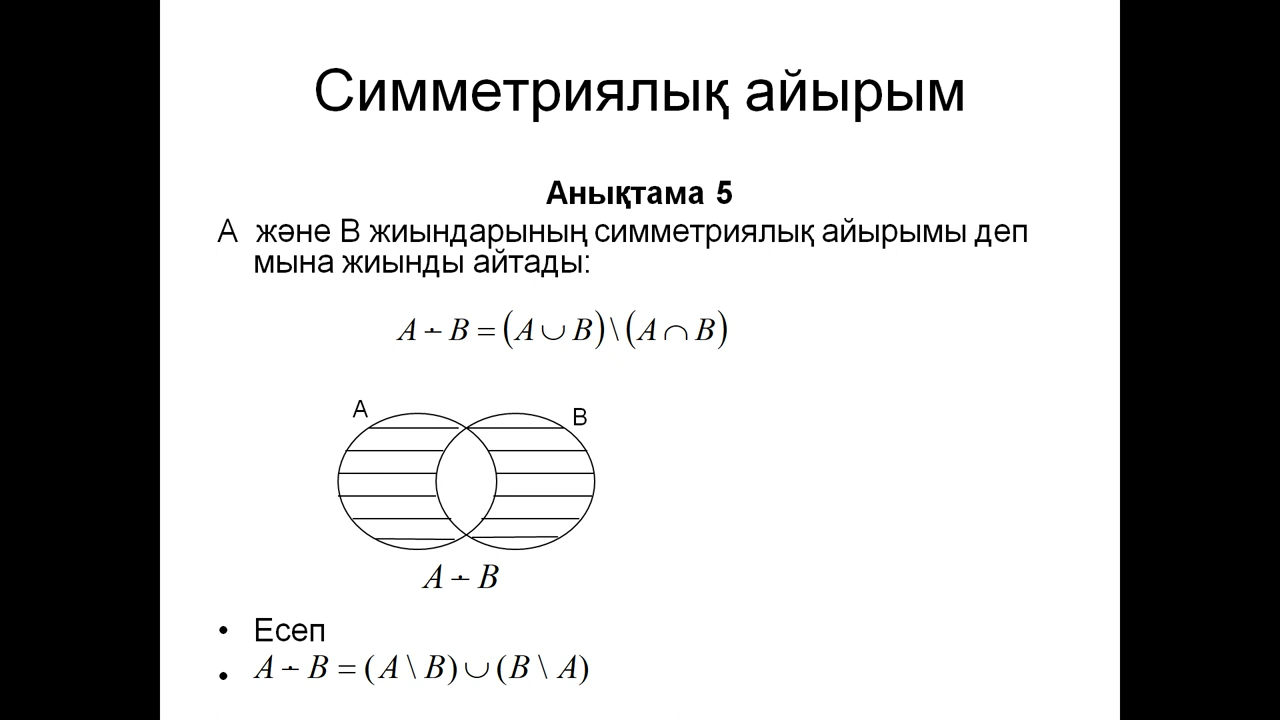 Симметриялық айырым
Анықтама 5
А және В жиындарының симметриялық айырымы деп
мына жиынды айтады:
A ∸ B = (A ∪ B) \ (A ∩ B)
A
B
A ∸ B
• Есеп
• A ∸ B = ( A \ B) ∪ (B \ A)